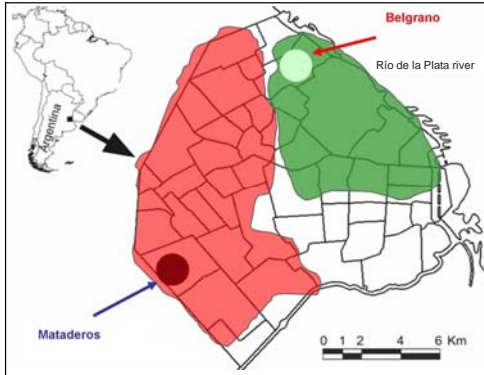 Belgrano
Río de la Plata river
Argentina
Mataderos
0 1 2 4 6 Km